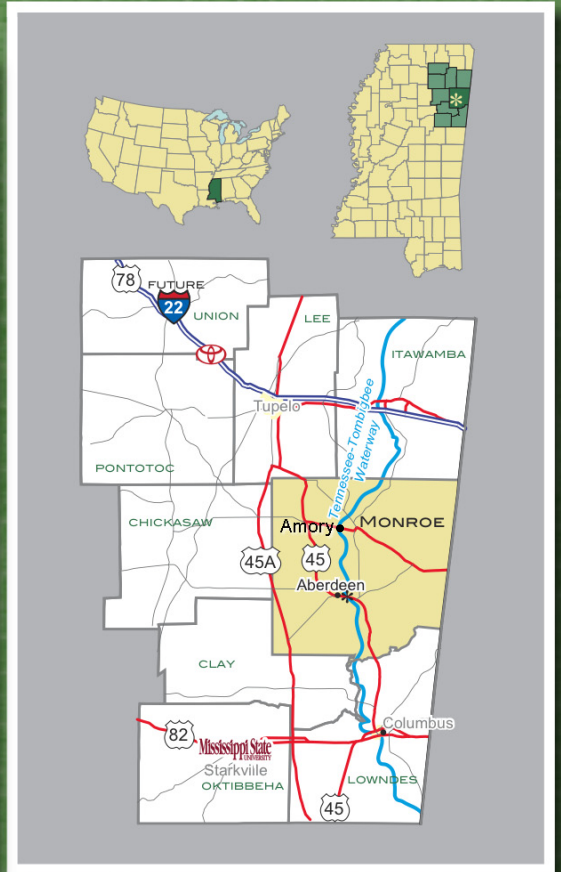 78
FUTURE
22
UNION
LEE
ITAWAMBA
Tupelo
Tennessee-Tombigbee
Waterway
PONTOTOC
CHICKASAW
Amory
MONROE
45A
45
Aberdeen
CLAY
Columbus
82
Mississippi State
UNIVERSITY
Starkville
OKTIBBEHA
LOWNDES
45